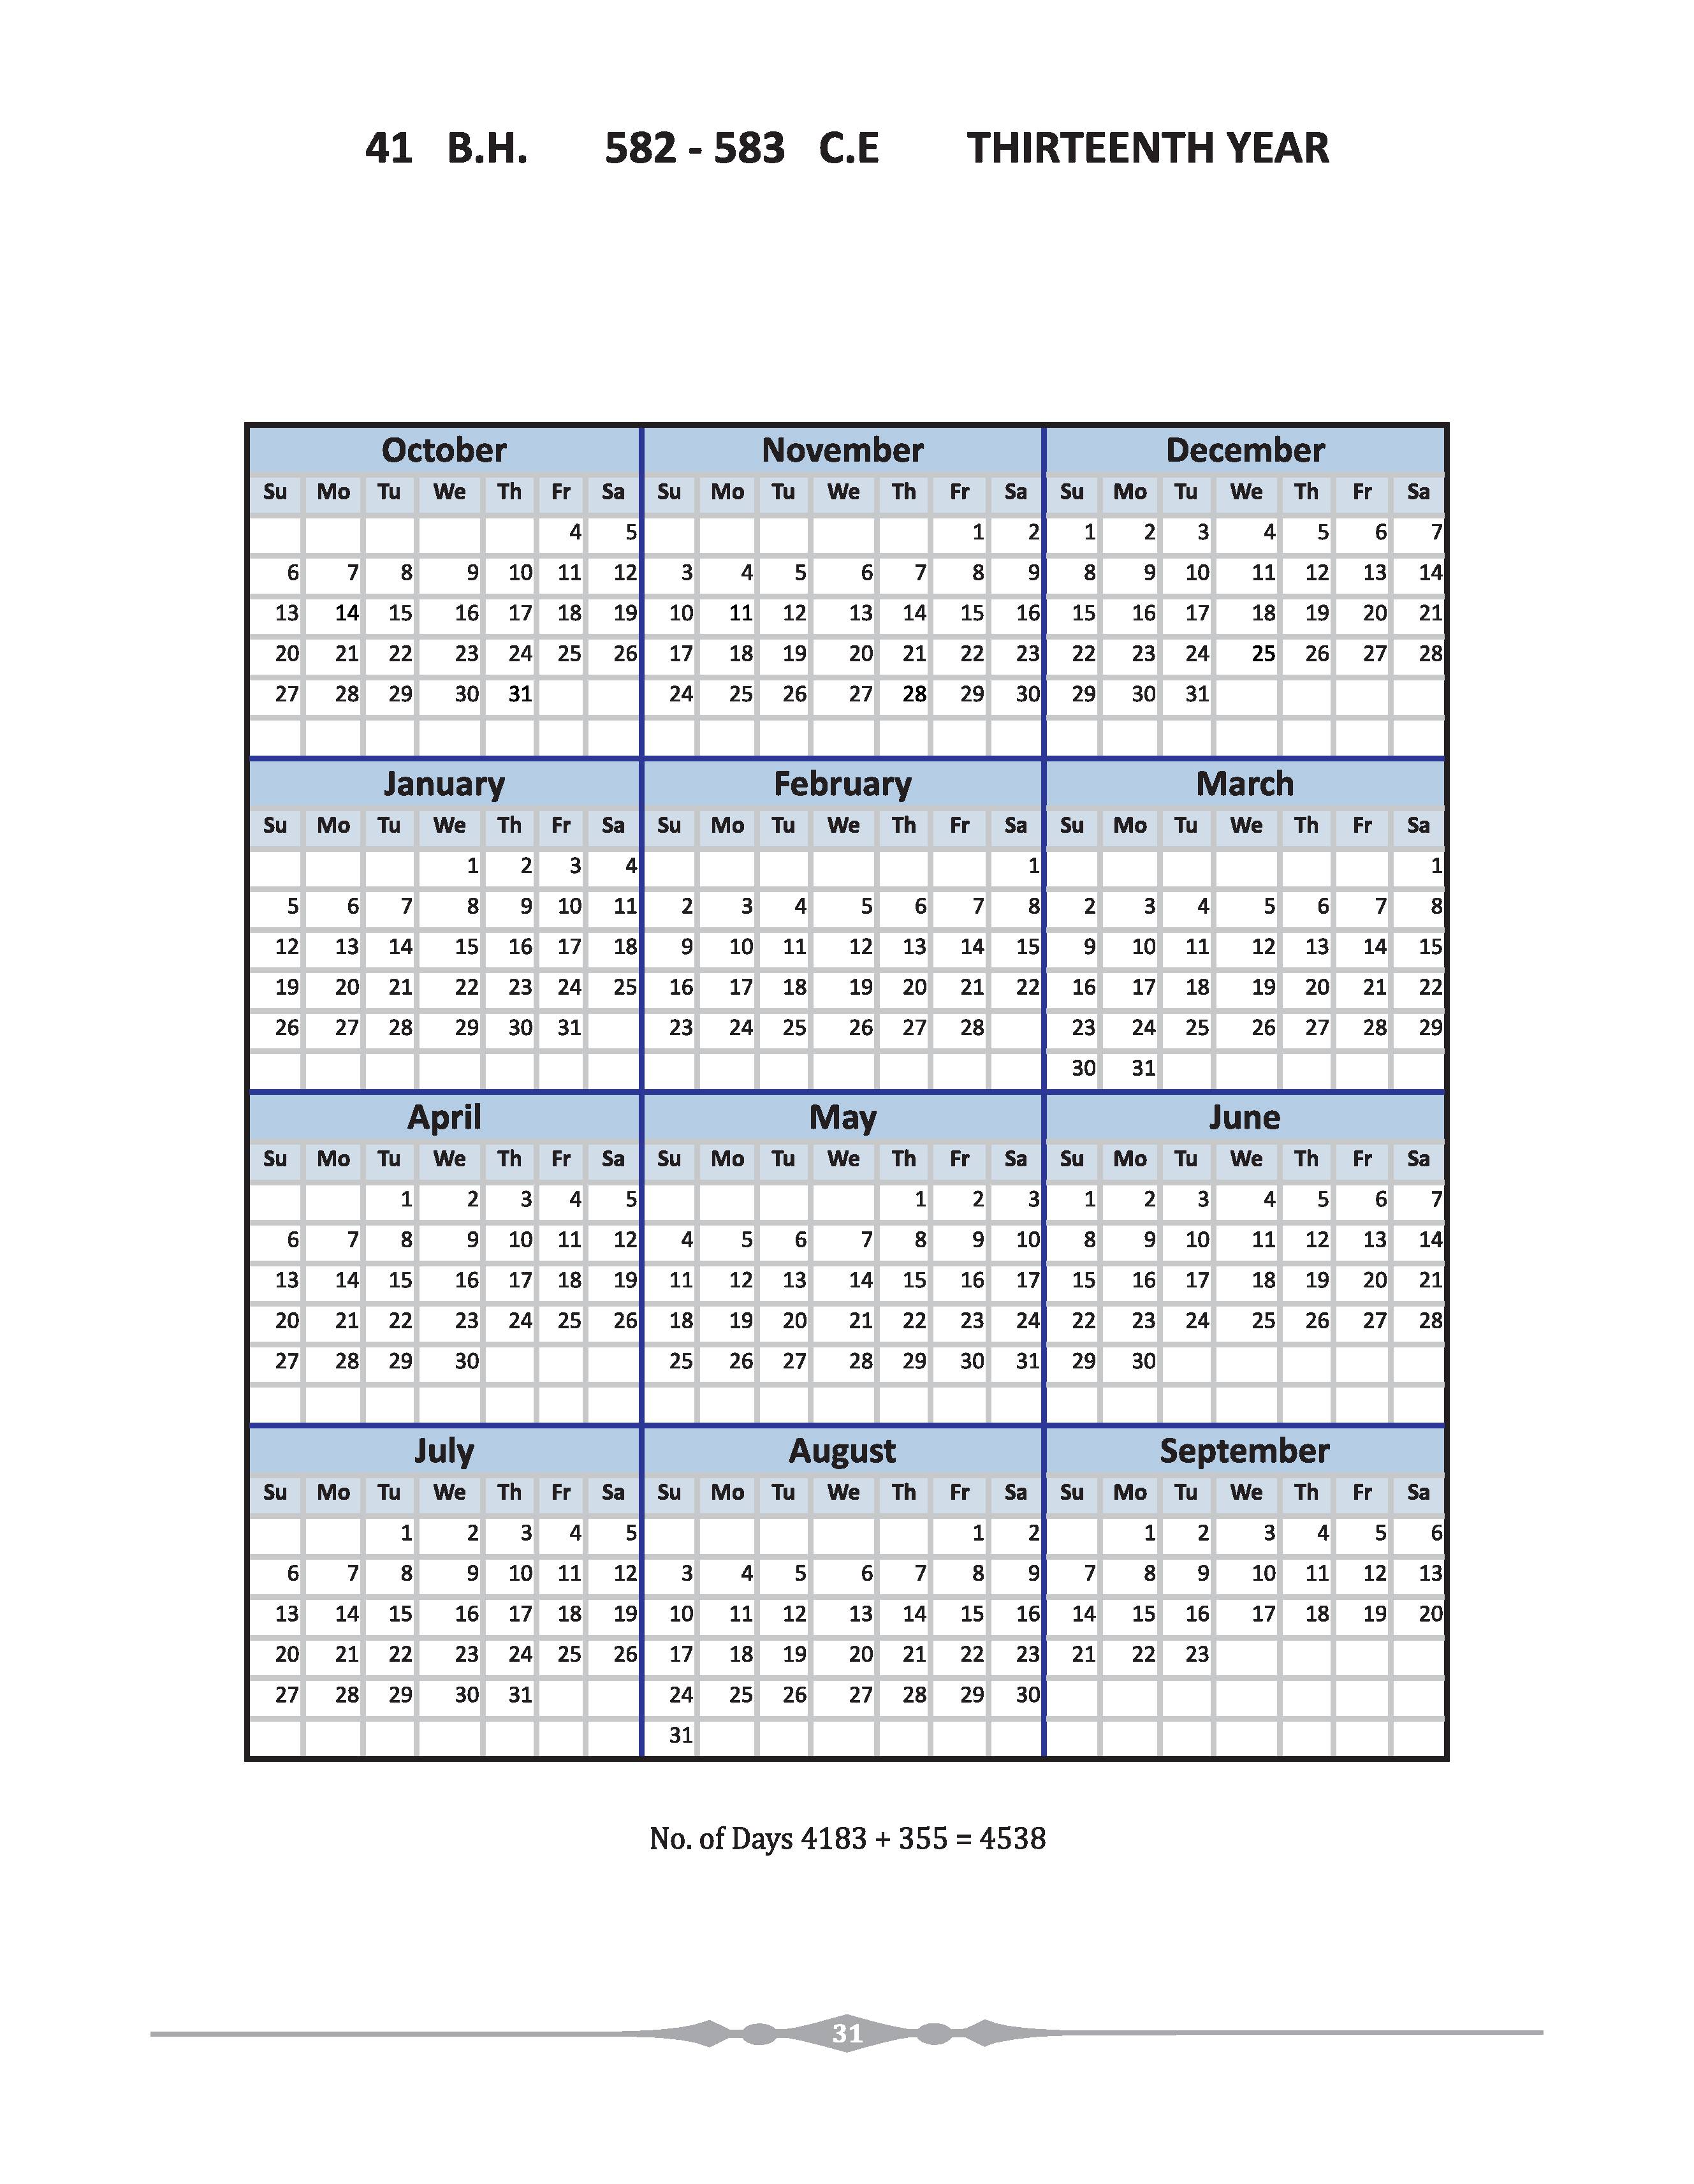 41 B.H. 582 - 583 C.E THIRTEENTH YEAR
October November December
Su Mo Tu We Th Fr Sa Su Mo Tu We Th Fr Sa Su Mo Tu We Th Fr Sa
4 5 1 2 1 2 3 4 5 6 7
6 7 8 9 10 11 12 3 4 5 6 7 8 9 8 9 10 11 12 13 14
13 14 15 16 17 18 19 10 11 12 13 14 15 16 15 16 17 18 19 20 21
20 21 22 23 24 25 26 17 18 19 20 21 22 23 22 23 24 25 26 27 28
27 28 29 30 31 24 25 26 27 28 29 30 29 30 31
January February March
Su Mo Tu We Th Fr Sa Su Mo Tu We Th Fr Sa Su Mo Tu We Th Fr Sa
1 2 3 4 1 1
5 6 7 8 9 10 11 2 3 4 5 6 7 8 2 3 4 5 6 7 8
12 13 14 15 16 17 18 9 10 11 12 13 14 15 9 10 11 12 13 14 15
19 20 21 22 23 24 25 16 17 18 19 20 21 22 16 17 18 19 20 21 22
26 27 28 29 30 31 23 24 25 26 27 28 23 24 25 26 27 28 29
30 31
April May June
Su Mo Tu We Th Fr Sa Su Mo Tu We Th Fr Sa Su Mo Tu We Th Fr Sa
1 2 3 4 5 1 2 3 1 2 3 4 5 6 7
6 7 8 9 10 11 12 4 5 6 7 8 9 10 8 9 10 11 12 13 14
13 14 15 16 17 18 19 11 12 13 14 15 16 17 15 16 17 18 19 20 21
20 21 22 23 24 25 26 18 19 20 21 22 23 24 22 23 24 25 26 27 28
27 28 29 30 25 26 27 28 29 30 31 29 30
July August September
Su Mo Tu We Th Fr Sa Su Mo Tu We Th Fr Sa Su Mo Tu We Th Fr Sa
1 2 3 4 5 1 2 1 2 3 4 5 6
6 7 8 9 10 11 12 3 4 5 6 7 8 9 7 8 9 10 11 12 13
13 14 15 16 17 18 19 10 11 12 13 14 15 16 14 15 16 17 18 19 20
20 21 22 23 24 25 26 17 18 19 20 21 22 23 21 22 23
27 28 29 30 31 24 25 26 27 28 29 30
31
No. of Days 4183 + 355 = 4538
31